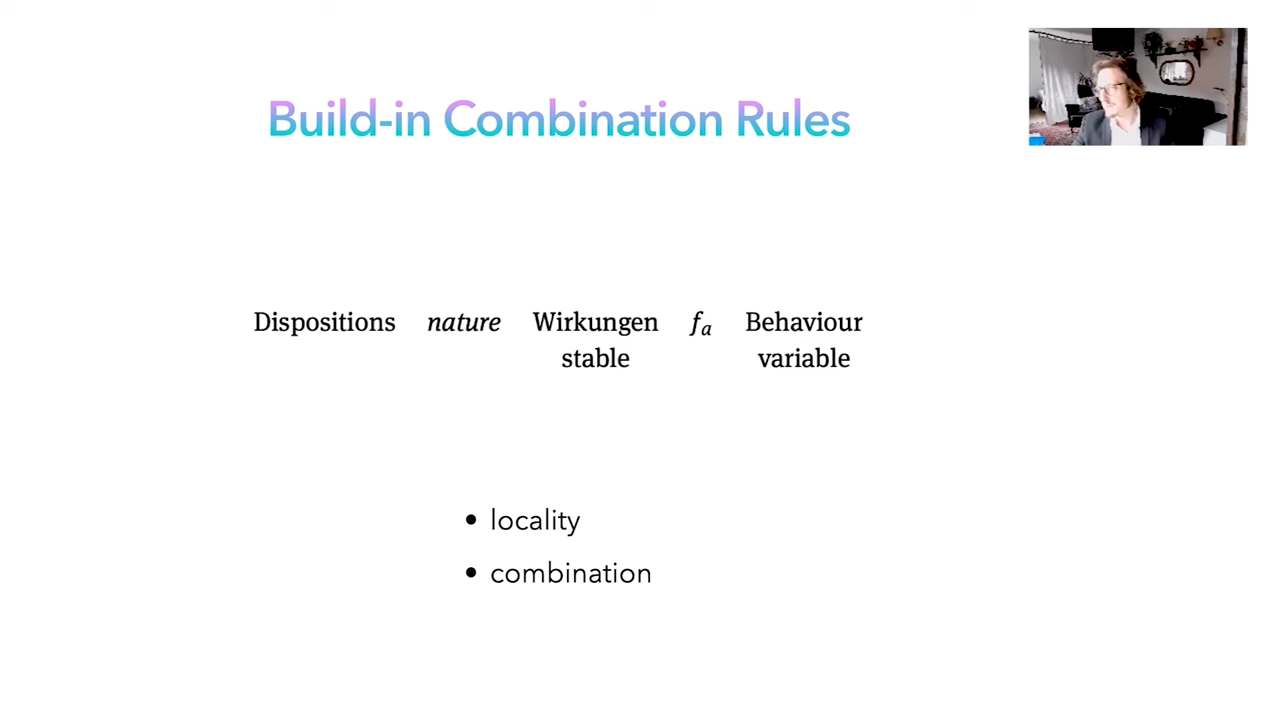 Build-in Combination Rules
Dispositions nature Wirkungen fa Behaviour
stable variable
locality
combination